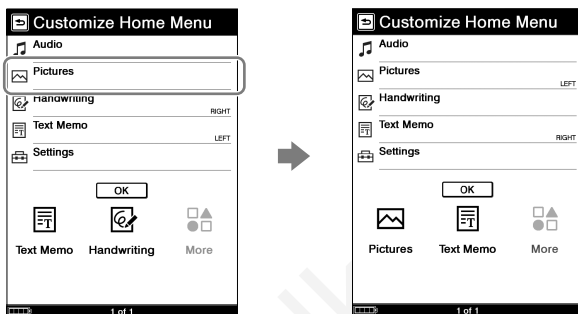 Customize Home Menu
Audio
Pictures
Handwriting
RIGHT
Text Memo
LEFT
Settings
OK
Text Memo Handwriting More
1 of 1
Customize Home Menu
Audio
Pictures
LEFT
Handwriting
Text Memo
RIGHT
Settings
OK
Pictures Text Memo More
1 of 1